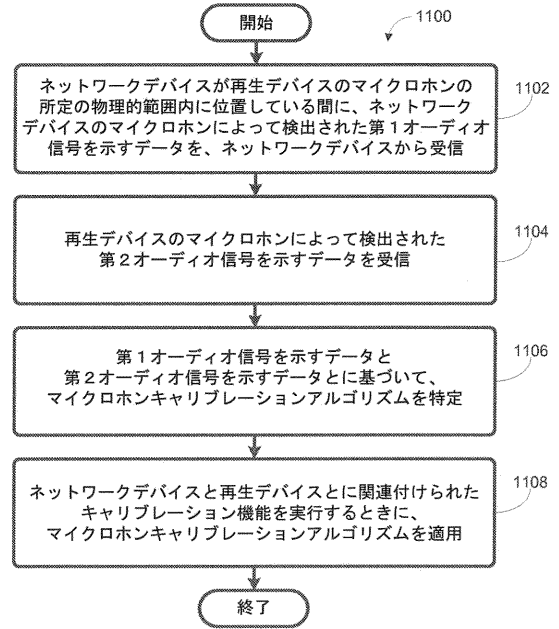 開始
1100
ネットワークデバイスが再生デバイスのマイクロホンの
所定の物理的範囲内に位置している間に、ネットワーク
デバイスのマイクロホンによって検出された第1オーディオ
信号を示すデータを、ネットワークデバイスから受信
1102
再生デバイスのマイクロホンによって検出された
第2オーディオ信号を示すデータを受信
1104
第1オーディオ信号を示すデータと
第2オーディオ信号を示すデータとに基づいて、
マイクロホンキャリブレーションアルゴリズムを特定
1106
ネットワークデバイスと再生デバイスとに関連付けられた
キャリブレーション機能を実行するときに、
マイクロホンキャリブレーションアルゴリズムを適用
1108
終了